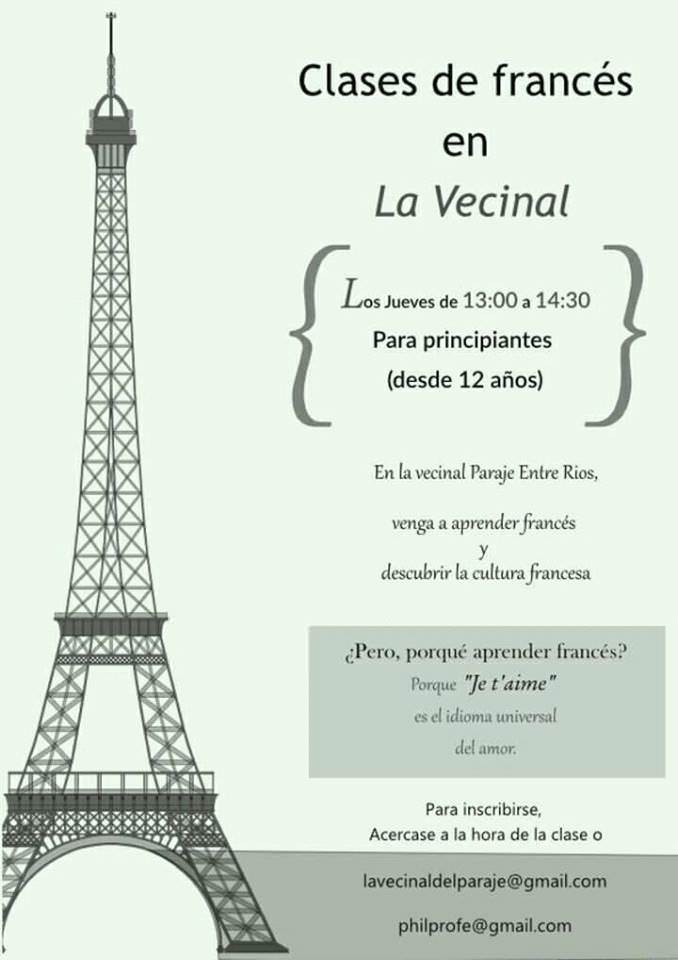 Clases de francés
en
La Vecinal
Los Jueves de 13:00 a 14:30
Para principiantes
(desde 12 años)
En la vecinal Paraje Entre Rios,
venga a aprender francés
y
descubrir la cultura francesa
¿Pero, porqué aprender francés?
Porque "Je t'aime"
es el idioma universal
del amor.
Para inscribirse,
Acercase a la hora de la clase o
lavecinaldelparaje@gmail.com
philprofe@gmail.com